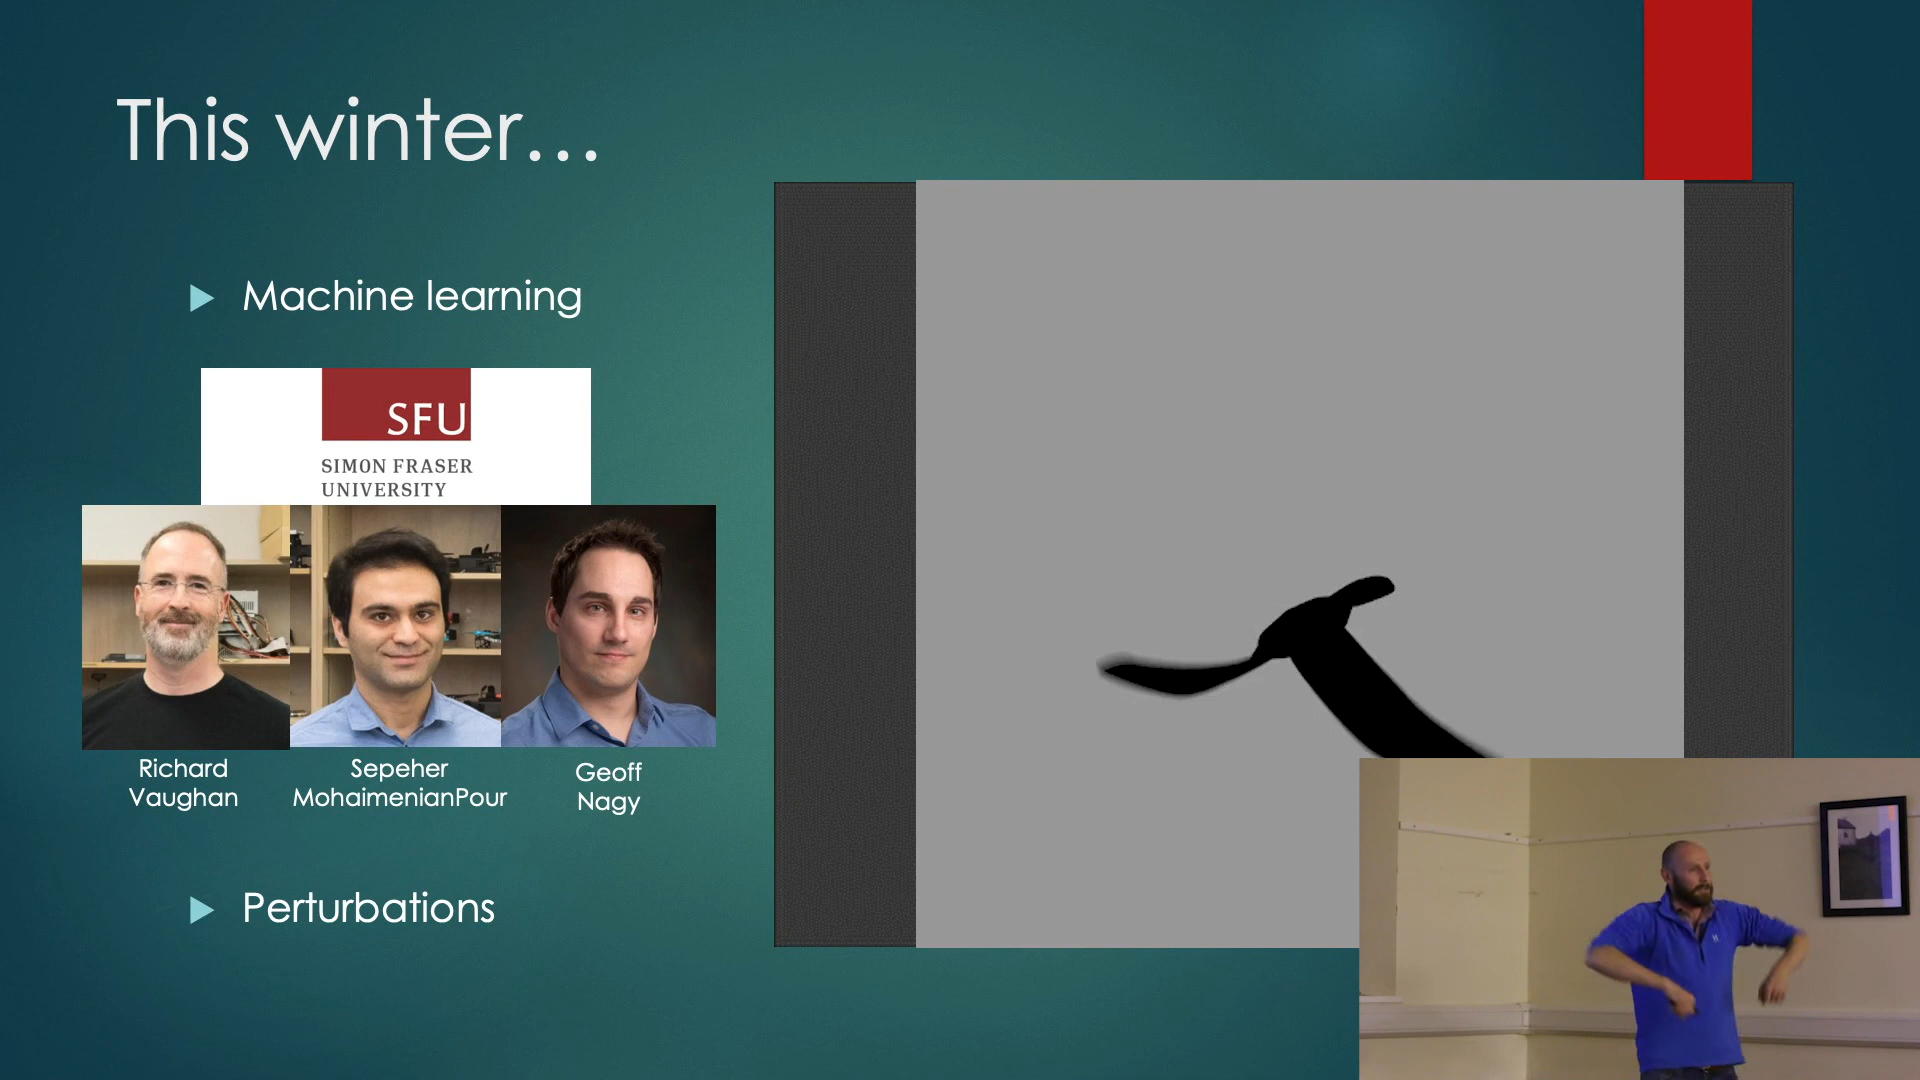 This winter...
Machine learning
SFU
SIMON FRASER
UNIVERSITY
Richard
Vaughan
Sepeher
MohaimenianPour
Geoff
Nagy
Perturbations